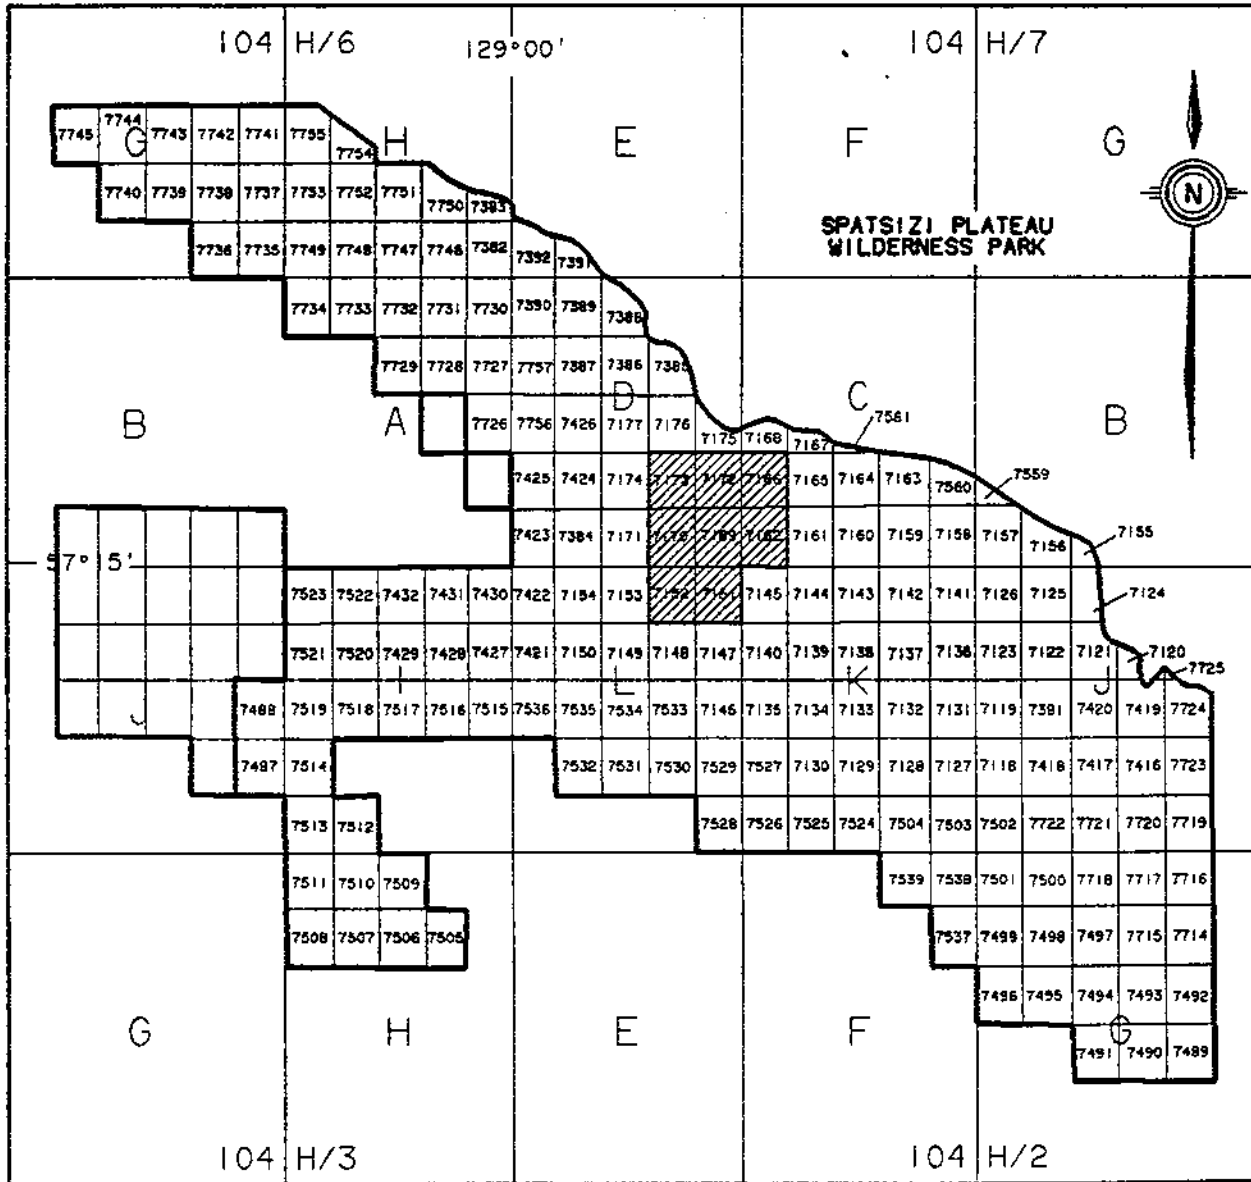 104 H/6 129°00' 104 H/7
7745 7744 7743 7742 7741 7755 7754
G H E F G
7740 7739 7738 7737 7753 7752 7751 7750 7383
N
SPATSIZI PLATEAU
WILDERNESS PARK
7736 7735 7749 7748 7747 7746 7382 7392 7391
7734 7733 7732 7731 7730 7390 7389 7388
7729 7728 7727 7757 7387 7386 7385
B A D C B
7726 7756 7426 7177 7176 7175 7168 7167 7561
7425 7424 7174 7173 7172 7166 7165 7164 7163 7560 7559
7423 7384 7171 7170 7169 7162 7161 7160 7159 7158 7157 7156 7155
57°15'
7523 7522 7432 7431 7430 7422 7154 7153 7152 7151 7145 7144 7143 7142 7141 7126 7125 7124
7521 7520 7429 7428 7427 7421 7150 7149 7148 7147 7140 7139 7138 7137 7136 7123 7122 7121 7120
7725
J I L K J
7488 7519 7518 7517 7516 7515 7536 7535 7534 7533 7146 7135 7134 7133 7132 7131 7119 7381 7420 7419 7724
7487 7514 7532 7531 7530 7529 7527 7130 7129 7128 7127 7118 7418 7417 7416 7723
7513 7512 7528 7526 7525 7524 7504 7503 7502 7722 7721 7720 7719
7511 7510 7509 7539 7538 7501 7500 7718 7717 7716
7508 7507 7506 7505 7537 7499 7498 7497 7715 7714
7496 7495 7494 7493 7492
G H E F G
7491 7490 7489
104 H/3 104 H/2